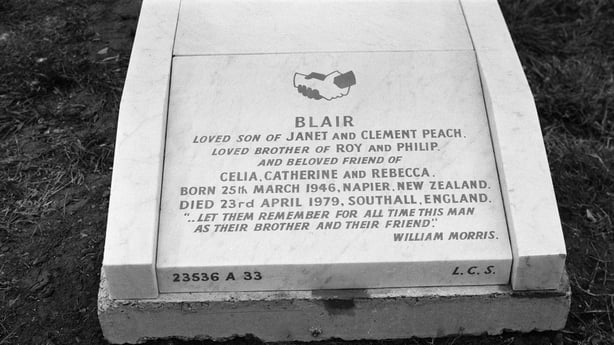 BLAIR
LOVED SON OF JANET AND CLEMENT PEACH.
LOVED BROTHER OF ROY AND PHILIP.
AND BELOVED FRIEND OF
CELIA, CATHERINE AND REBECCA.
BORN 25th MARCH 1946, NAPIER, NEW ZEALAND.
DIED 23rd APRIL 1979, SOUTHALL, ENGLAND.
"..LET THEM REMEMBER FOR ALL TIME THIS MAN
AS THEIR BROTHER AND THEIR FRIEND".
WILLIAM MORRIS.
23536 A 33 L.C.S.